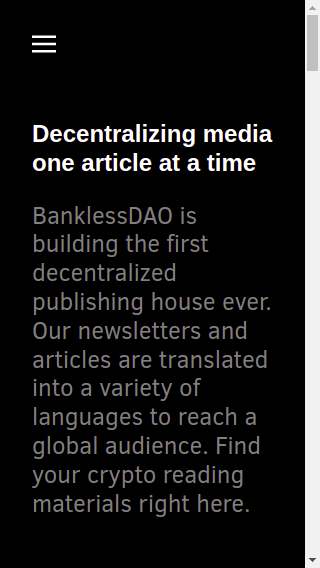 Decentralizing media
one article at a time
BanklessDAO is
building the first
decentralized
publishing house ever.
Our newsletters and
articles are translated
into a variety of
languages to reach a
global audience. Find
your crypto reading
materials right here.